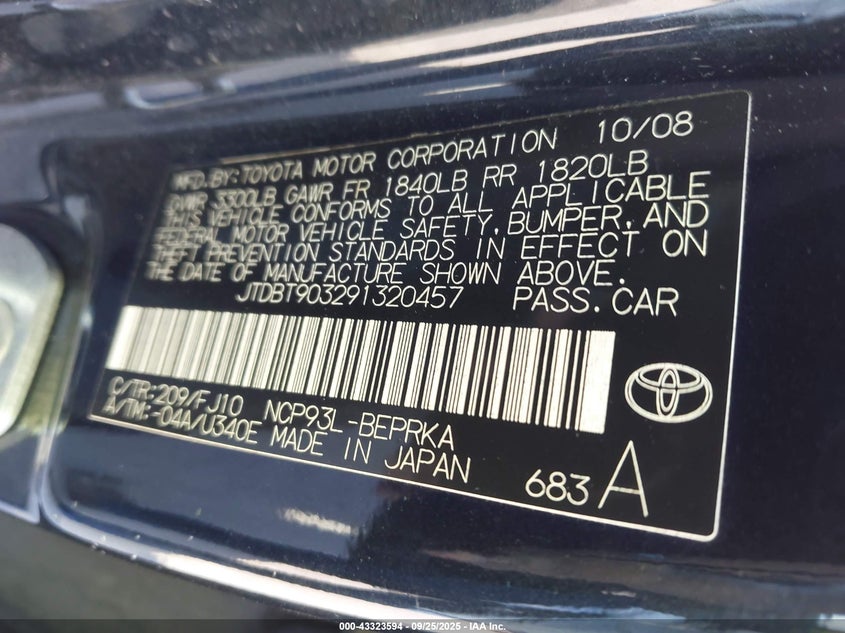 MFD.BY:TOYOTA MOTOR CORPORATION 10/08
GVWR 3300LB GAWR FR 1840LB RR 1820LB
THIS VEHICLE CONFORMS TO ALL APPLICABLE
FEDERAL MOTOR VEHICLE SAFETY,BUMPER,AND
THEFT PREVENTION STANDARDS IN EFFECT ON
THE DATE OF MANUFACTURE SHOWN ABOVE.
JTDBT903291320457 PASS.CAR
C/TR:209/FJ10 NCP93L-BEPRKA
A/TM:-04A/U340E MADE IN JAPAN
683 A
000-43323594 - 09/25/2025 - IAA Inc.